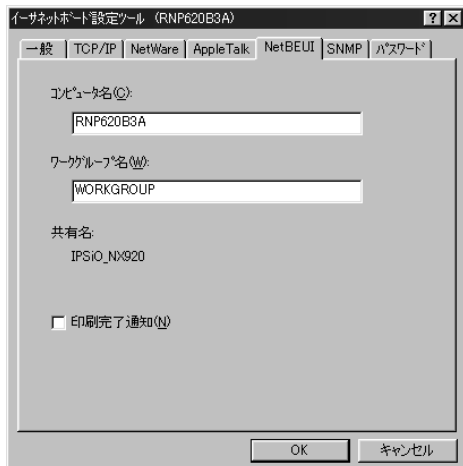 イーサネットボード設定ツール (RNP620B3A)
一般 TCP/IP NetWare AppleTalk NetBEUI SNMP パスワード
コンピュータ名(C):
RNP620B3A
ワークグループ名(W):
WORKGROUP
共有名:
IPSiO_NX920
印刷完了通知(N)
OK キャンセル